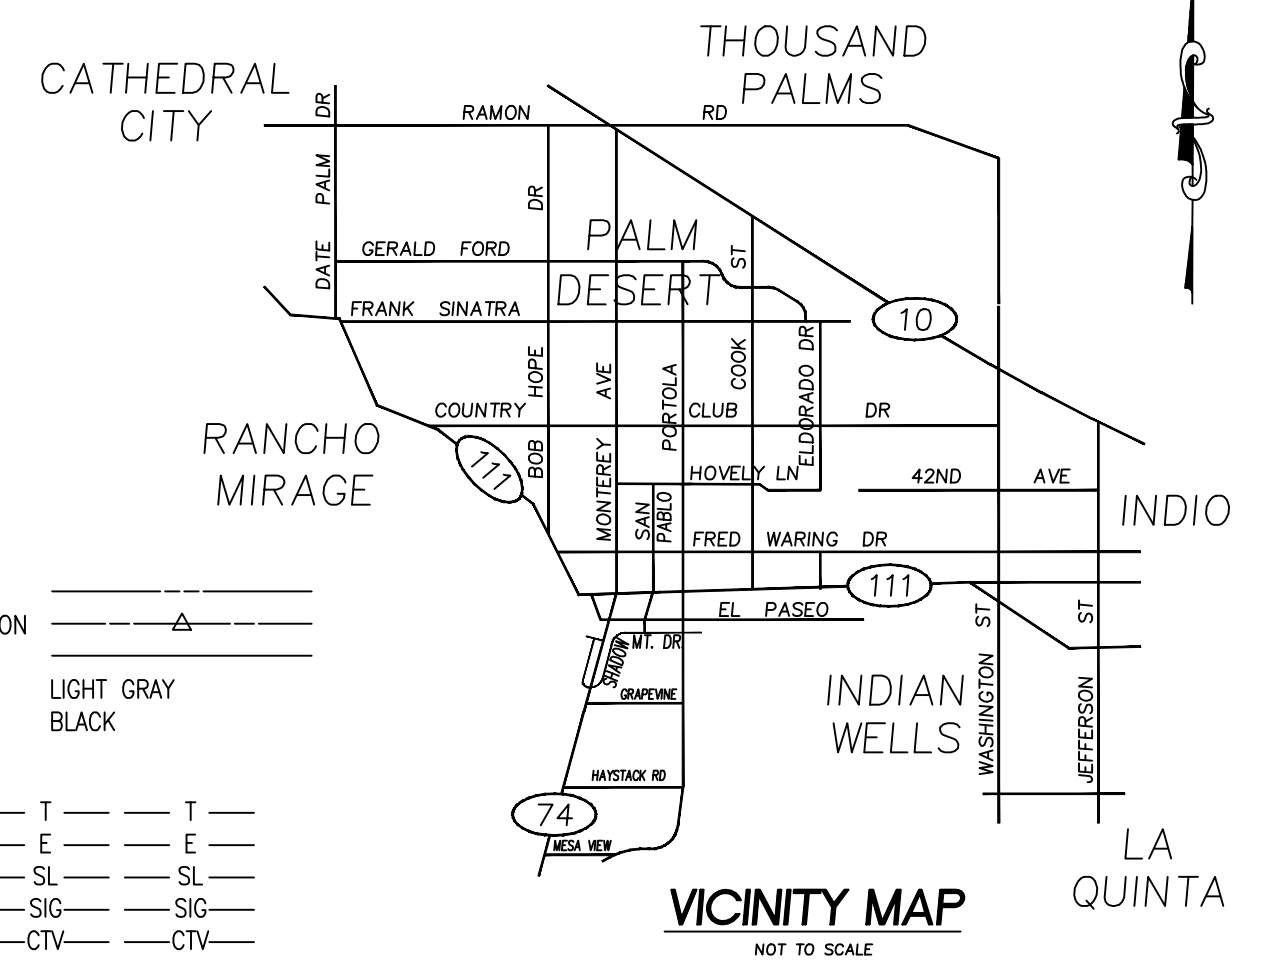 THOUSAND
PALMS
CATHEDRAL
CITY
DATE PALM DR
RAMON RD
BOB HOPE DR
PALM
DESERT
GERALD FORD
FRANK SINATRA
COOK ST
10
MONTEREY AVE
PORTOLA
ELDORADO DR
COUNTRY CLUB DR
RANCHO
MIRAGE
111
HOVELY LN
42ND AVE
SAN
PABLO
INDIO
FRED WARING DR
111
EL PASEO
WASHINGTON ST
JEFFERSON ST
SHADOW
MT. DR
ON
LIGHT GRAY
BLACK
GRAPEVINE
INDIAN
WELLS
HAYSTACK RD
74
MESA VIEW
T T
E E
SL SL
SIG SIG
CTV CTV
LA
QUINTA
VICINITY MAP
NOT TO SCALE